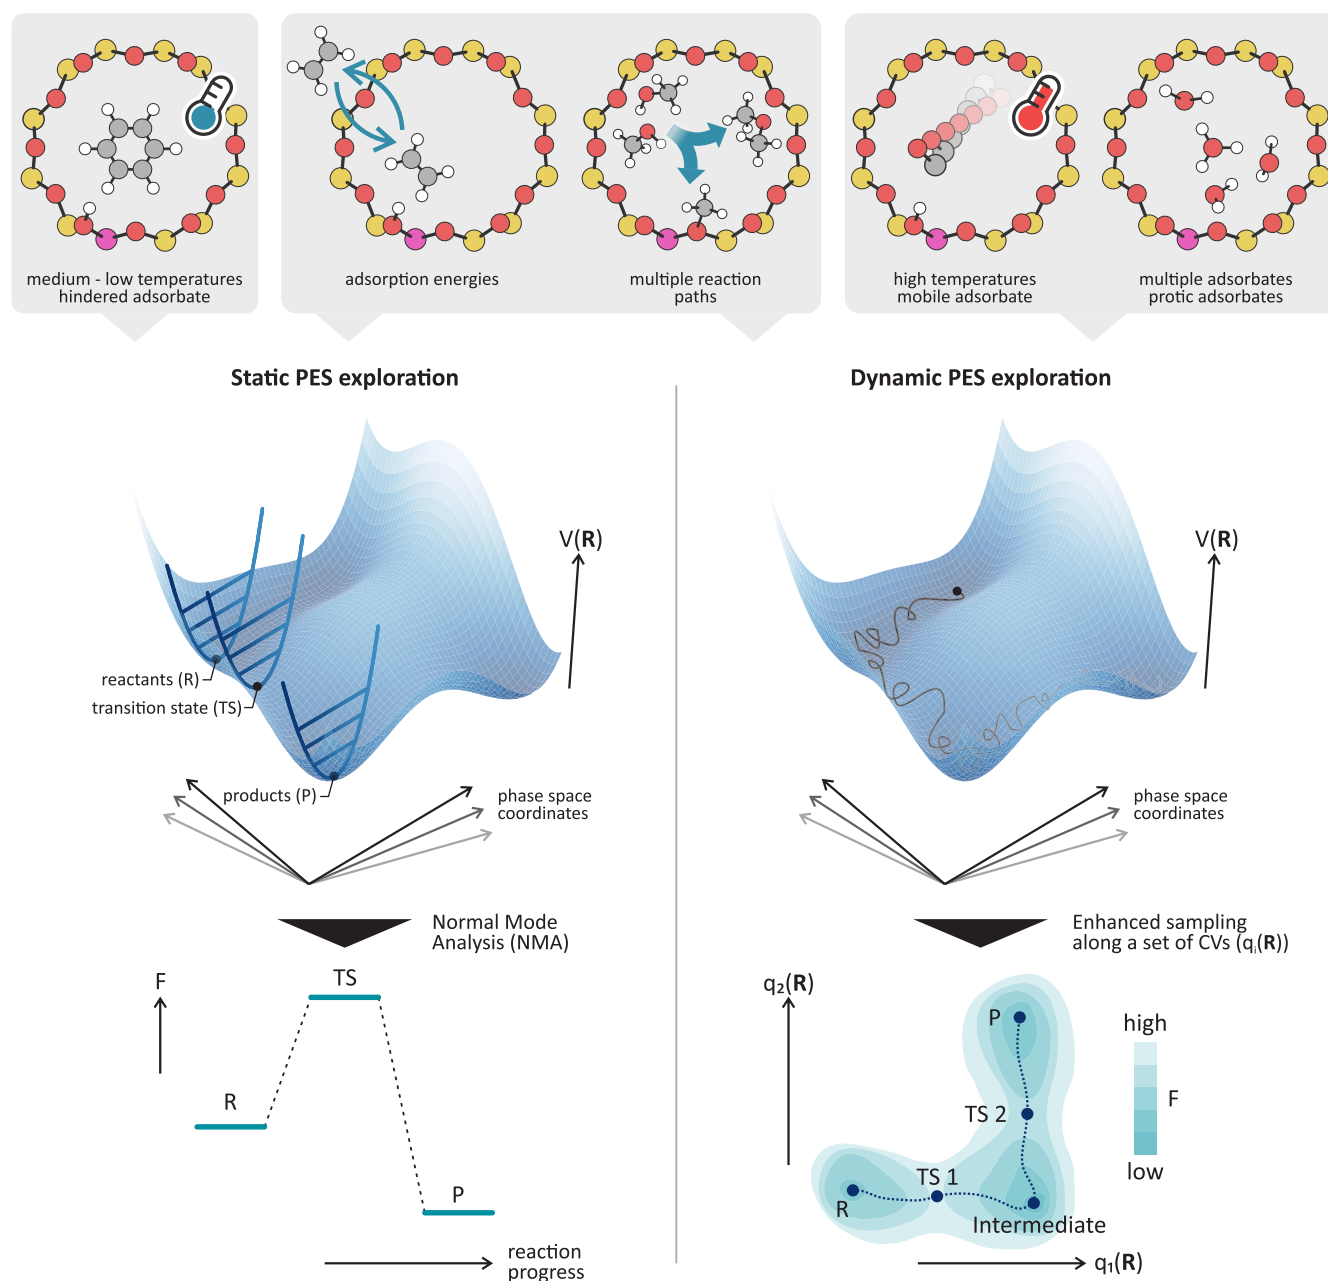 medium - low temperatures
hindered adsorbate
adsorption energies
multiple reaction
paths
high temperatures
mobile adsorbate
multiple adsorbates
protic adsorbates
Static PES exploration
V(R)
reactants (R)
transition state (TS)
products (P)
phase space
coordinates
Normal Mode
Analysis (NMA)
F
TS
R
P
reaction
progress
Dynamic PES exploration
V(R)
phase space
coordinates
Enhanced sampling
along a set of CVs (qᵢ(R))
q₂(R)
P
TS 2
TS 1
R
Intermediate
high
F
low
q₁(R)